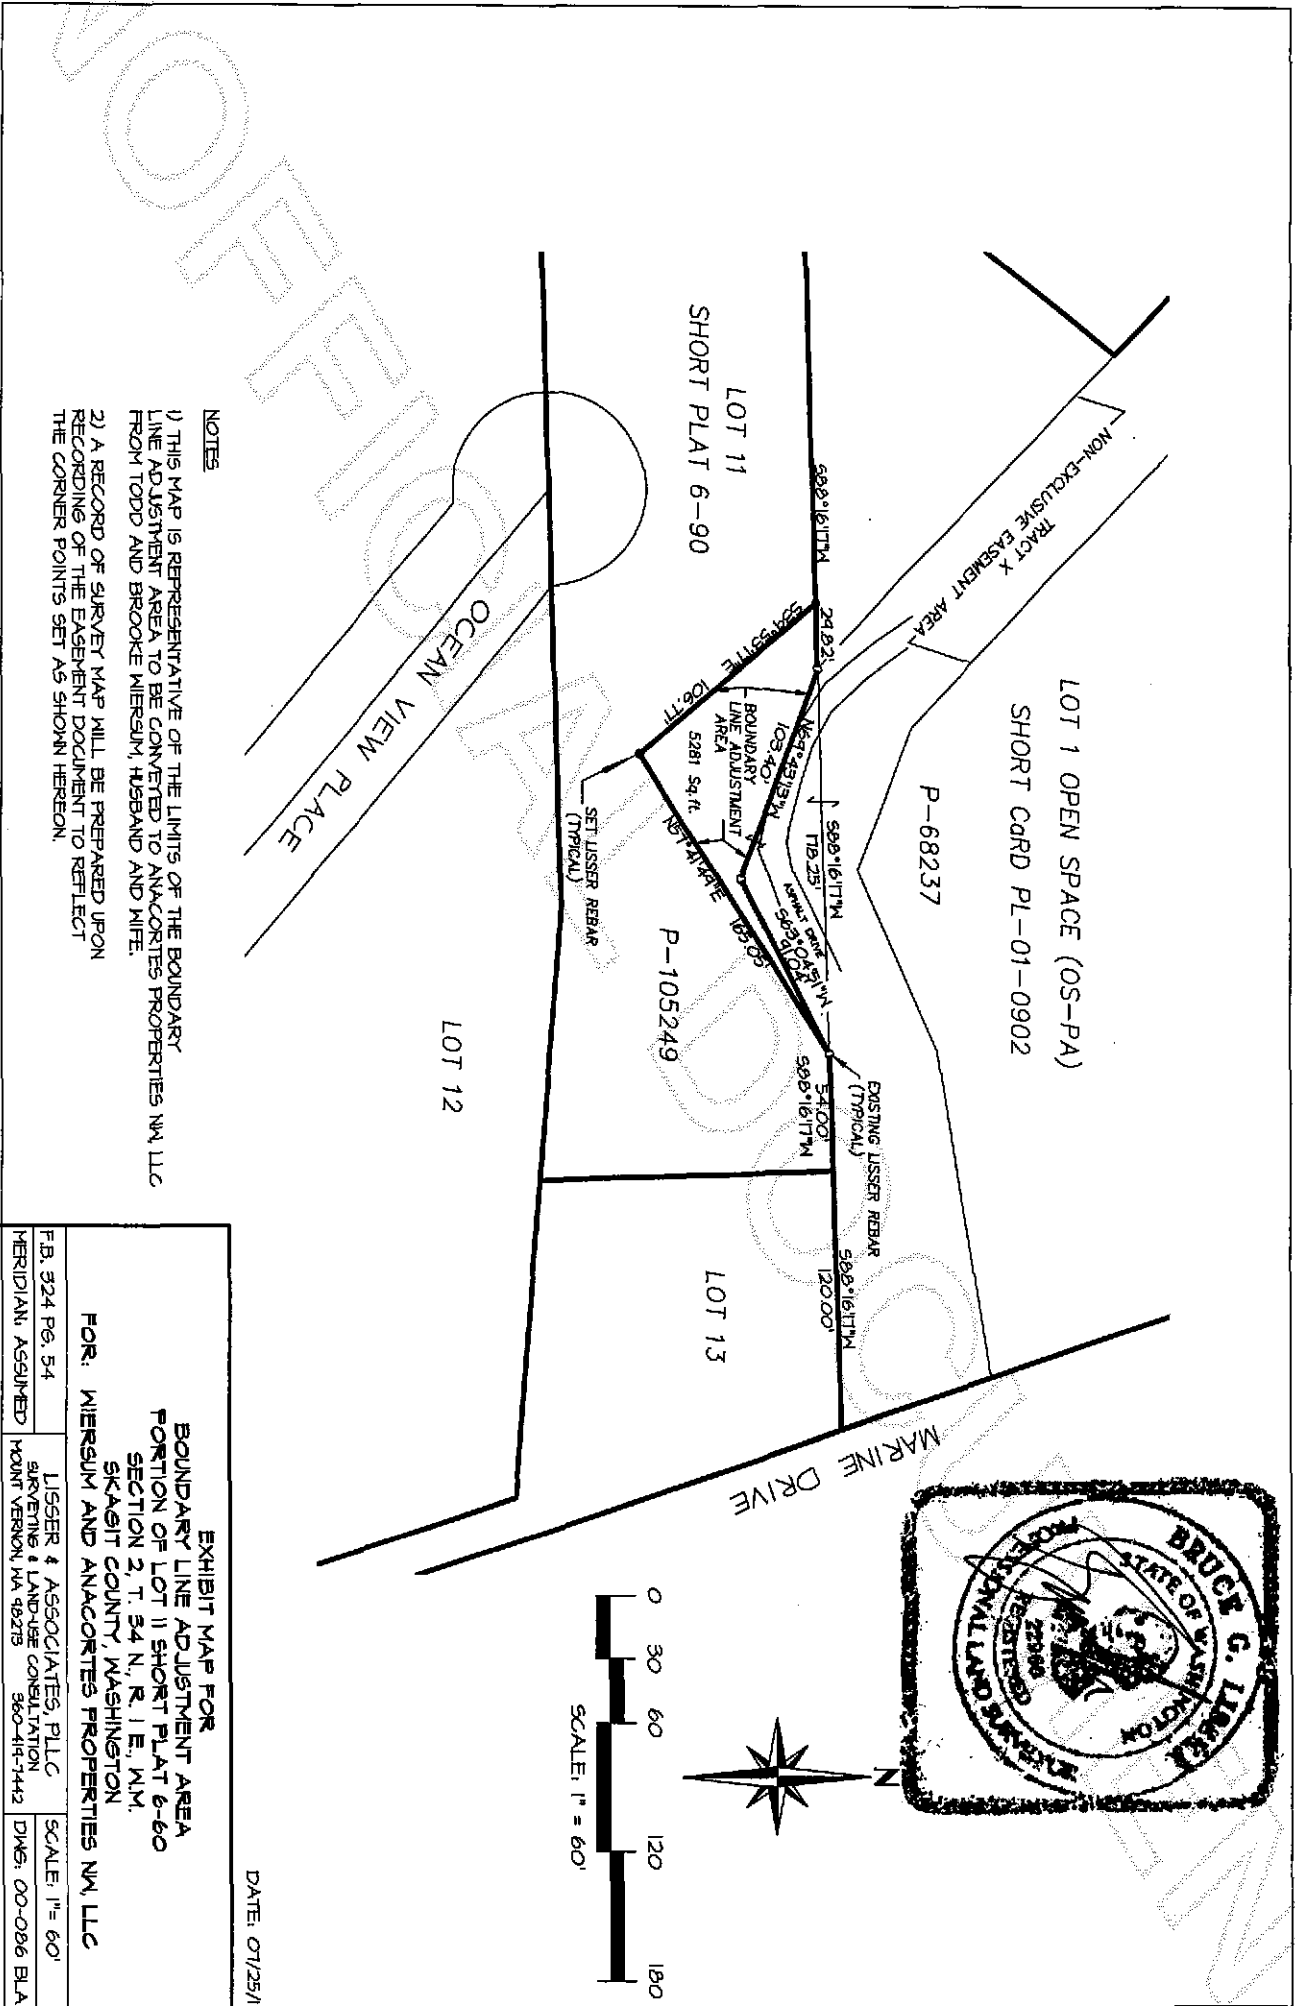 UNOFFICIAL DOCUMENT
LOT 1 OPEN SPACE (OS-PA)
SHORT CaRD PL-01-0902
P-68237
TRACT X
NON-EXCLUSIVE EASEMENT AREA
LOT 11
SHORT PLAT 6-90
S88°16'17"W
29.82'
S88°16'17"W
178.25'
ASPHALT DRIVE
N69°43'13"W
103.40'
S63°04'51"W
91.04'
BOUNDARY
LINE ADJUSTMENT
AREA
5281 Sq.ft.
106.77'
N57°41'49"E
165.05'
SET LISSER REBAR
(TYPICAL)
EXISTING LISSER REBAR
(TYPICAL)
54.00'
S88°16'17"W
S88°16'17"W
120.00'
P-105249
LOT 13
LOT 12
OCEAN VIEW PLACE
MARINE DRIVE
BRUCE G. LISSER
STATE OF WASHINGTON
REGISTERED
22960
PROFESSIONAL LAND SURVEYOR
N
0 30 60 120 180
SCALE: 1" = 60'
NOTES
1) THIS MAP IS REPRESENTATIVE OF THE LIMITS OF THE BOUNDARY
LINE ADJUSTMENT AREA TO BE CONVEYED TO ANACORTES PROPERTIES NW, LLC
FROM TODD AND BROOKE WIERSUM, HUSBAND AND WIFE.
2) A RECORD OF SURVEY MAP WILL BE PREPARED UPON
RECORDING OF THE EASEMENT DOCUMENT TO REFLECT
THE CORNER POINTS SET AS SHOWN HEREON.
DATE: 07/25/1
EXHIBIT MAP FOR
BOUNDARY LINE ADJUSTMENT AREA
PORTION OF LOT 11 SHORT PLAT 6-60
SECTION 2, T. 34 N., R. 1 E., W.M.
SKAGIT COUNTY, WASHINGTON
FOR: WIERSUM AND ANACORTES PROPERTIES NW, LLC
F.B. 324 PG. 54
MERIDIAN: ASSUMED
LISSER & ASSOCIATES, PLLC
SURVEYING & LAND-USE CONSULTATION
MOUNT VERNON, WA 98273 360-419-7442
SCALE: 1"= 60'
DWG: 00-086 BLA